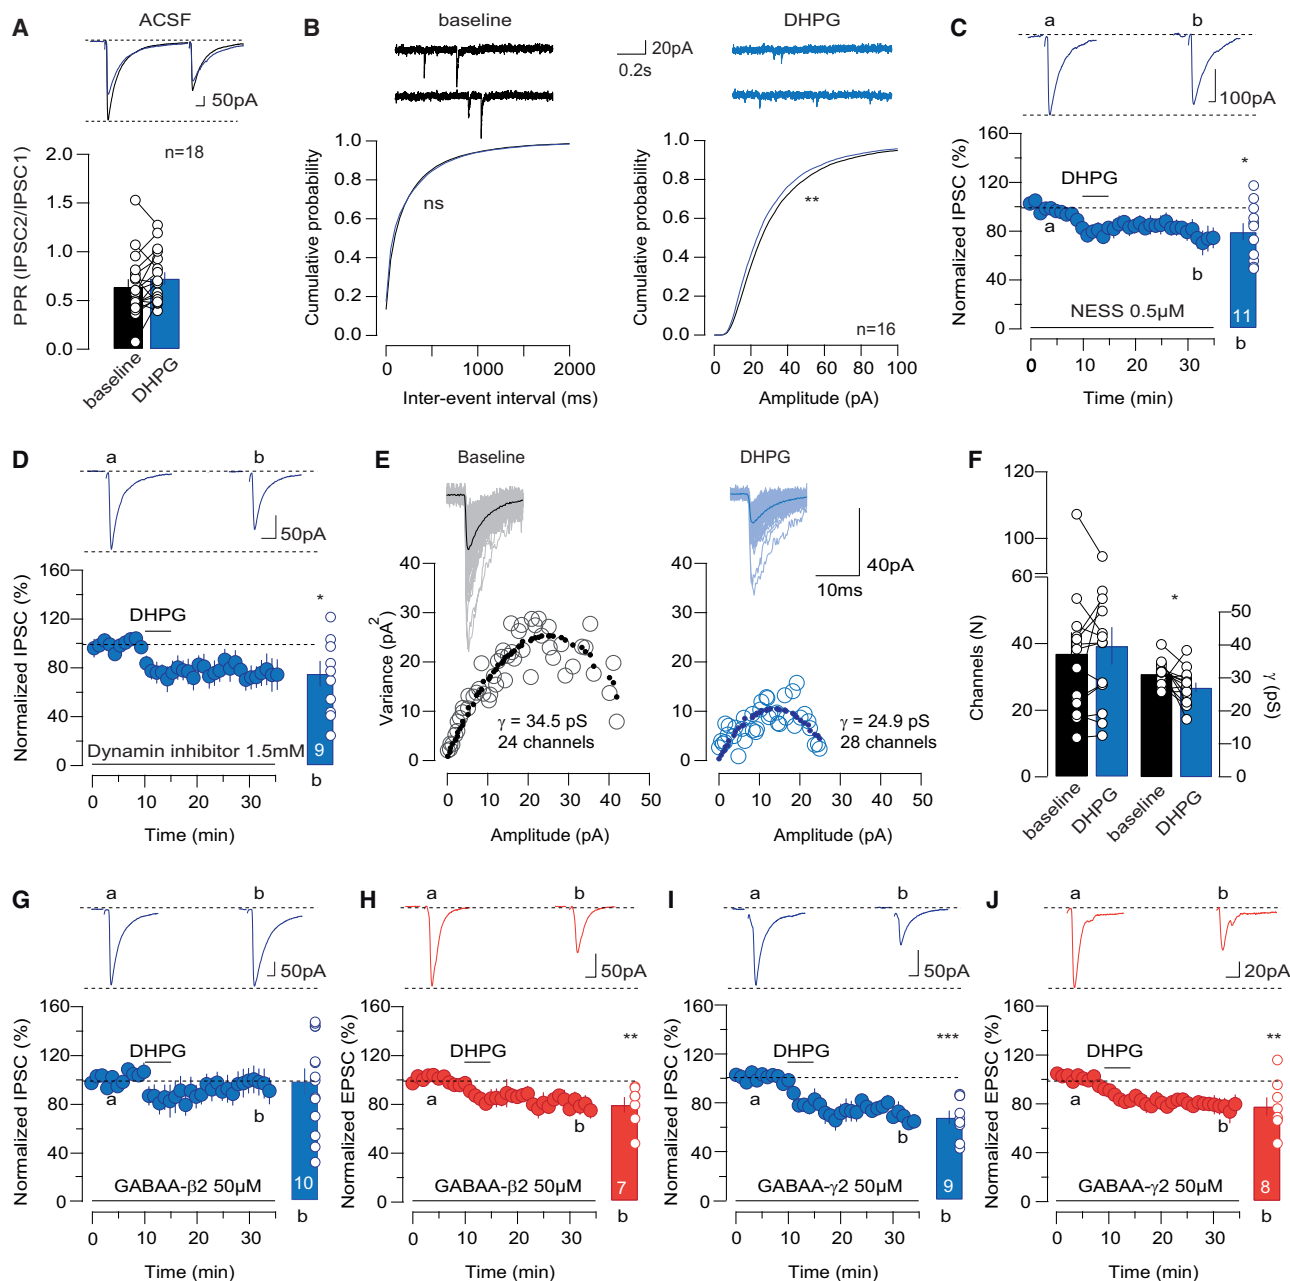 A
ACSF
50pA
PPR (IPSC2/IPSC1)
2.0
1.5
1.0
0.5
0.0
n=18
baseline
DHPG
B
baseline
20pA
0.2s
DHPG
Cumulative probability
1.0
0.8
0.6
0.4
0.2
0.0
ns
0
1000
2000
Inter-event interval (ms)
Cumulative probability
1.0
0.8
0.6
0.4
0.2
0.0
**
n=16
0
20
40
60
80
100
Amplitude (pA)
C
a
b
100pA
Normalized IPSC (%)
160
120
80
40
0
DHPG
*
a
b
NESS 0.5µM
11
b
0
10
20
30
Time (min)
D
a
b
50pA
Normalized IPSC (%)
160
120
80
40
0
DHPG
*
Dynamin inhibitor 1.5mM
9
b
0
10
20
30
Time (min)
E
Baseline
DHPG
40pA
10ms
Variance (pA²)
40
30
20
10
0
γ = 34.5 pS
24 channels
0
10
20
30
40
50
Amplitude (pA)
40
30
20
10
0
γ = 24.9 pS
28 channels
0
10
20
30
40
50
Amplitude (pA)
F
Channels (N)
120
100
80
60
40
20
0
*
50
40
30
20
10
0
γ (pS)
baseline
DHPG
baseline
DHPG
G
a
b
50pA
Normalized IPSC (%)
160
120
80
40
0
DHPG
a
b
GABAA-β2 50µM
10
b
0
10
20
30
Time (min)
H
a
b
50pA
Normalized EPSC (%)
160
120
80
40
0
DHPG
**
a
b
GABAA-β2 50µM
7
b
0
10
20
30
Time (min)
I
a
b
50pA
Normalized IPSC (%)
160
120
80
40
0
DHPG
***
a
b
GABAA-γ2 50µM
9
b
0
10
20
30
Time (min)
J
a
b
20pA
Normalized EPSC (%)
160
120
80
40
0
DHPG
**
a
b
GABAA-γ2 50µM
8
b
0
10
20
30
Time (min)